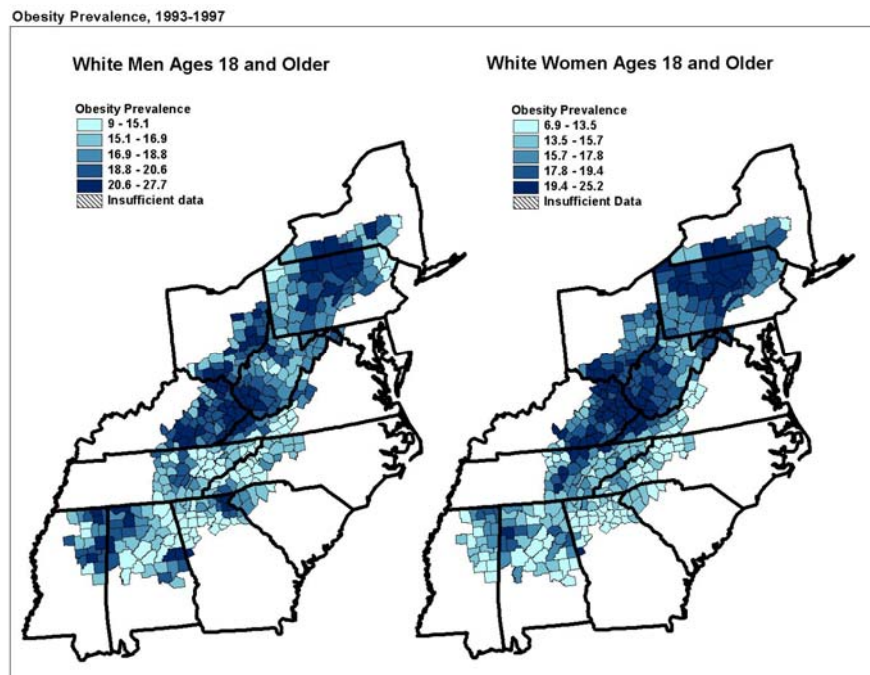 Obesity Prevalence, 1993-1997
White Men Ages 18 and Older
Obesity Prevalence
9 - 15.1
15.1 - 16.9
16.9 - 18.8
18.8 - 20.6
20.6 - 27.7
Insufficient data
White Women Ages 18 and Older
Obesity Prevalence
6.9 - 13.5
13.5 - 15.7
15.7 - 17.8
17.8 - 19.4
19.4 - 25.2
Insufficient Data